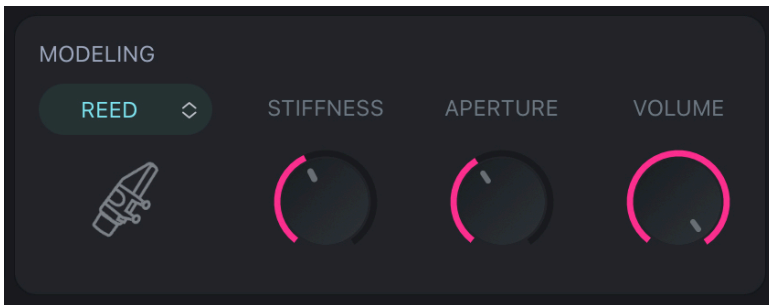 MODELING
REED
STIFFNESS
APERTURE
VOLUME